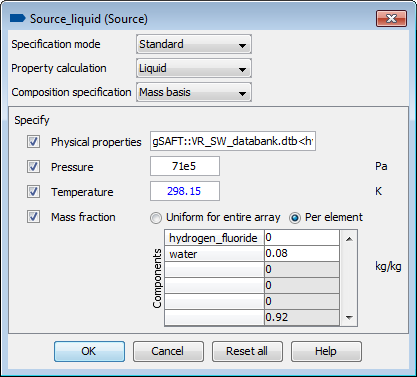 Source_liquid (Source)
Specification mode Standard
Property calculation Liquid
Composition specification Mass basis
Specify
Physical properties gSAFT::VR_SW_databank.dtb<h
Pressure 71e5 Pa
Temperature 298.15 K
Mass fraction Uniform for entire array Per element
Components
hydrogen_fluoride 0
water 0.08
0
0
0
0.92
kg/kg
OK Cancel Reset all Help